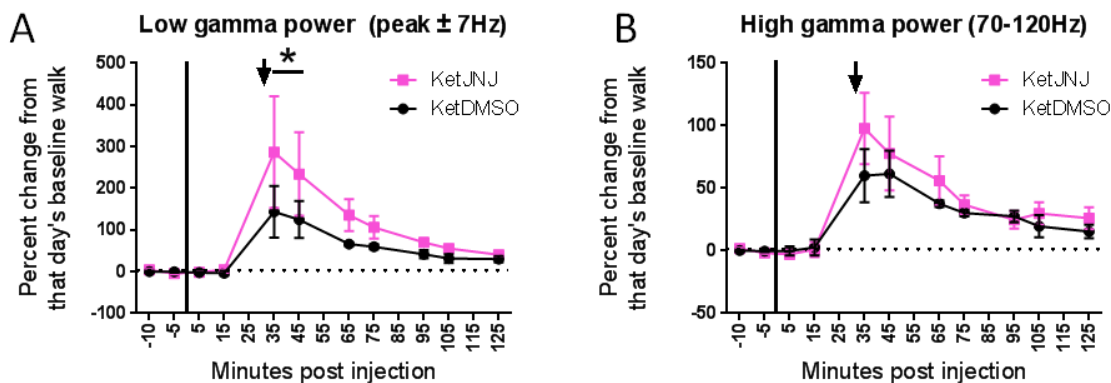 A
Low gamma power (peak ± 7Hz)
Percent change from
that day's baseline walk
500
400
300
200
100
0
-100
*
KetJNJ
KetDMSO
-10 -5 5 15 25 35 45 55 65 75 85 95 105 115 125
Minutes post injection
B
High gamma power (70-120Hz)
Percent change from
that day's baseline walk
150
100
50
0
-50
KetJNJ
KetDMSO
-10 -5 5 15 25 35 45 55 65 75 85 95 105 115 125
Minutes post injection